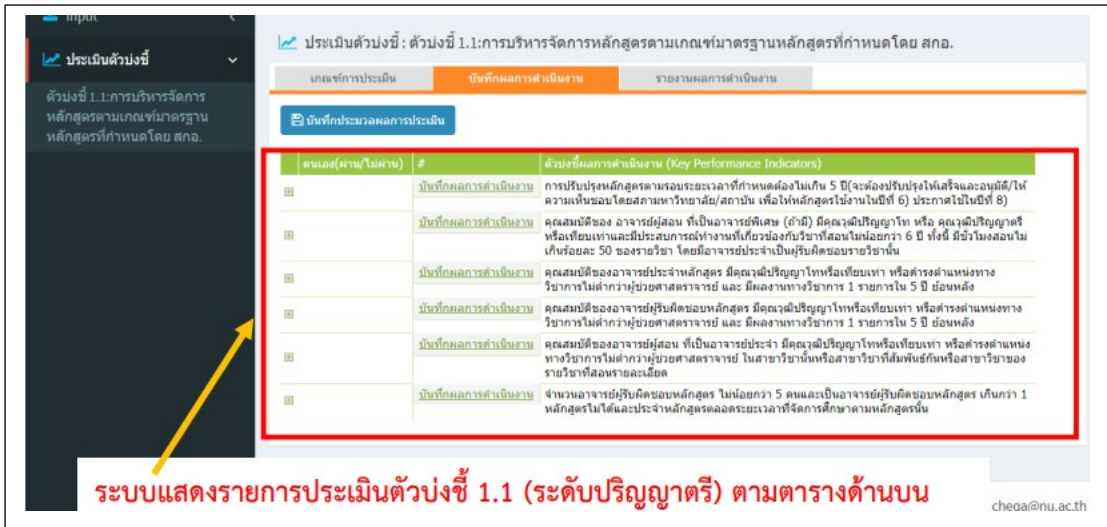 Input
ประเมินตัวบ่งชี้
ตัวบ่งชี้ 1.1:การบริหารจัดการ
หลักสูตรตามเกณฑ์มาตรฐาน
หลักสูตรที่กำหนดโดย สกอ.
ประเมินตัวบ่งชี้ : ตัวบ่งชี้ 1.1:การบริหารจัดการหลักสูตรตามเกณฑ์มาตรฐานหลักสูตรที่กำหนดโดย สกอ.
เกณฑ์การประเมิน บันทึกผลการดำเนินงาน รายงานผลการดำเนินงาน
บันทึกประมวลผลการประเมิน
ตนเอง(ผ่าน/ไม่ผ่าน) # ตัวบ่งชี้ผลการดำเนินงาน (Key Performance Indicators)
บันทึกผลการดำเนินงาน การปรับปรุงหลักสูตรตามรอบระยะเวลาที่กำหนดต้องไม่เกิน 5 ปี(จะต้องปรับปรุงให้เสร็จและอนุมัติ/ให้
ความเห็นชอบโดยสภามหาวิทยาลัย/สถาบัน เพื่อให้หลักสูตรใช้งานในปีที่ 6) ประกาศใช้ในปีที่ 8)
บันทึกผลการดำเนินงาน คุณสมบัติของ อาจารย์ผู้สอน ที่เป็นอาจารย์พิเศษ (ถ้ามี) มีคุณวุฒิปริญญาโท หรือ คุณวุฒิปริญญาตรี
หรือเทียบเท่าและมีประสบการณ์ทำงานที่เกี่ยวข้องกับวิชาที่สอนไม่น้อยกว่า 6 ปี ทั้งนี้ มีชั่วโมงสอนไม่
เกินร้อยละ 50 ของรายวิชา โดยมีอาจารย์ประจำเป็นผู้รับผิดชอบรายวิชานั้น
บันทึกผลการดำเนินงาน คุณสมบัติของอาจารย์ประจำหลักสูตร มีคุณวุฒิปริญญาโทหรือเทียบเท่า หรือดำรงตำแหน่งทาง
วิชาการไม่ต่ำกว่าผู้ช่วยศาสตราจารย์ และ มีผลงานทางวิชาการ 1 รายการใน 5 ปี ย้อนหลัง
บันทึกผลการดำเนินงาน คุณสมบัติของอาจารย์ผู้รับผิดชอบหลักสูตร มีคุณวุฒิปริญญาโทหรือเทียบเท่า หรือดำรงตำแหน่งทาง
วิชาการไม่ต่ำกว่าผู้ช่วยศาสตราจารย์ และ มีผลงานทางวิชาการ 1 รายการใน 5 ปี ย้อนหลัง
บันทึกผลการดำเนินงาน คุณสมบัติของอาจารย์ผู้สอน ที่เป็นอาจารย์ประจำ มีคุณวุฒิปริญญาโทหรือเทียบเท่า หรือดำรงตำแหน่ง
ทางวิชาการไม่ต่ำกว่าผู้ช่วยศาสตราจารย์ ในสาขาวิชานั้นหรือสาขาวิชาที่สัมพันธ์กันหรือสาขาวิชาของ
รายวิชาที่สอนรายละเอียด
บันทึกผลการดำเนินงาน จำนวนอาจารย์ผู้รับผิดชอบหลักสูตร ไม่น้อยกว่า 5 คนและเป็นอาจารย์ผู้รับผิดชอบหลักสูตร เกินกว่า 1
หลักสูตรไม่ได้และประจำหลักสูตรตลอดระยะเวลาที่จัดการศึกษาตามหลักสูตรนั้น
ระบบแสดงรายการประเมินตัวบ่งชี้ 1.1 (ระดับปริญญาตรี) ตามตารางด้านบน
cheqa@nu.ac.th